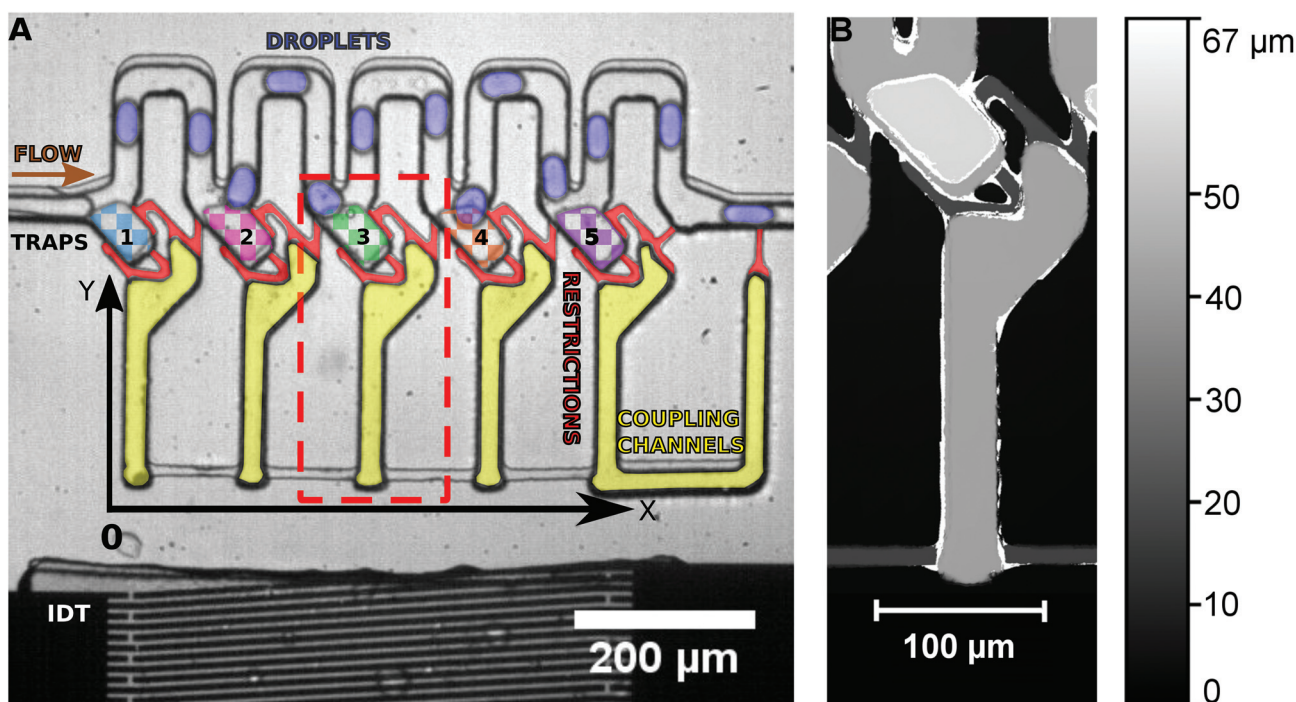 A
DROPLETS
FLOW
TRAPS
1
2
3
4
5
Y
RESTRICTIONS
COUPLING
CHANNELS
X
0
IDT
200 μm
B
100 μm
67 μm
50
40
30
20
10
0